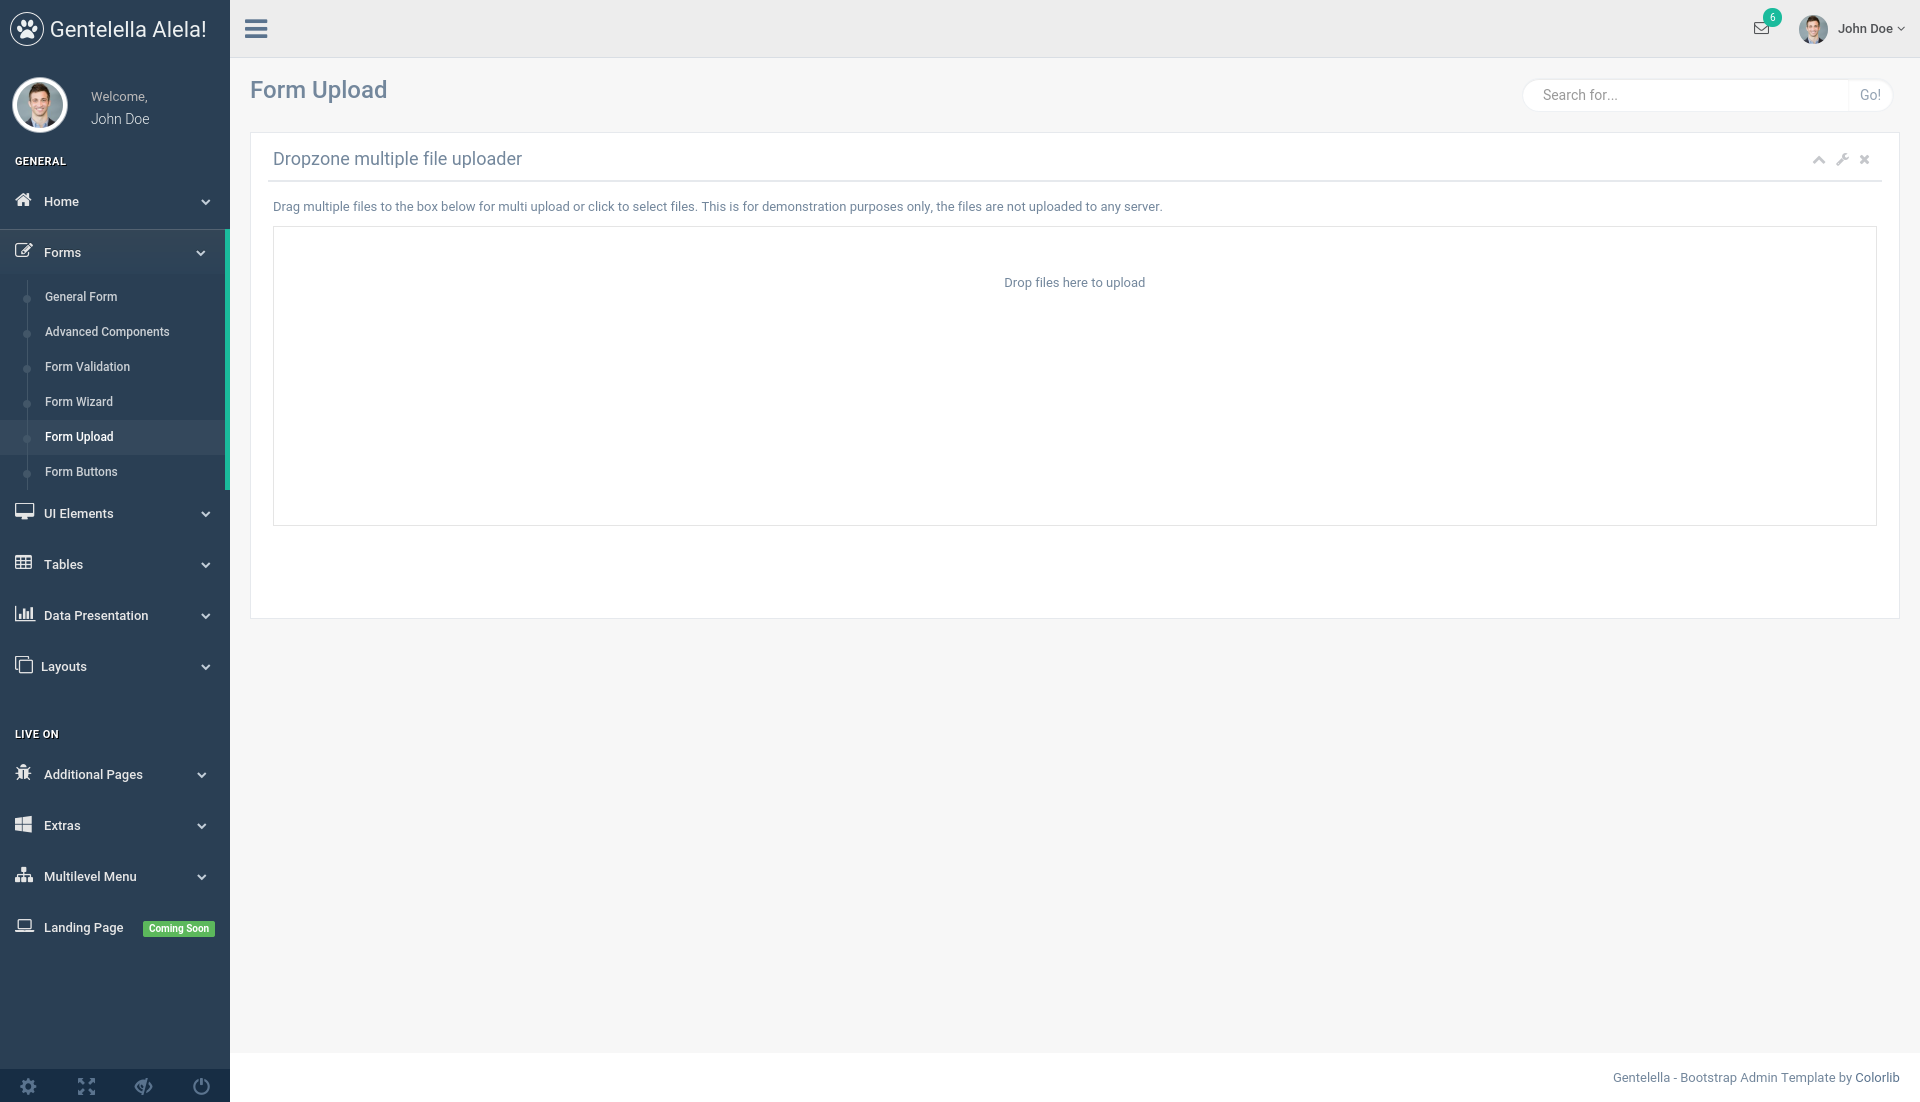 Gentelella Alela!
6
John Doe
Welcome,
John Doe
Form Upload
Search for...
Go!
GENERAL
Home
Forms
General Form
Advanced Components
Form Validation
Form Wizard
Form Upload
Form Buttons
UI Elements
Tables
Data Presentation
Layouts
LIVE ON
Additional Pages
Extras
Multilevel Menu
Landing Page
Coming Soon
Dropzone multiple file uploader
Drag multiple files to the box below for multi upload or click to select files. This is for demonstration purposes only, the files are not uploaded to any server.
Drop files here to upload
Gentelella - Bootstrap Admin Template by Colorlib